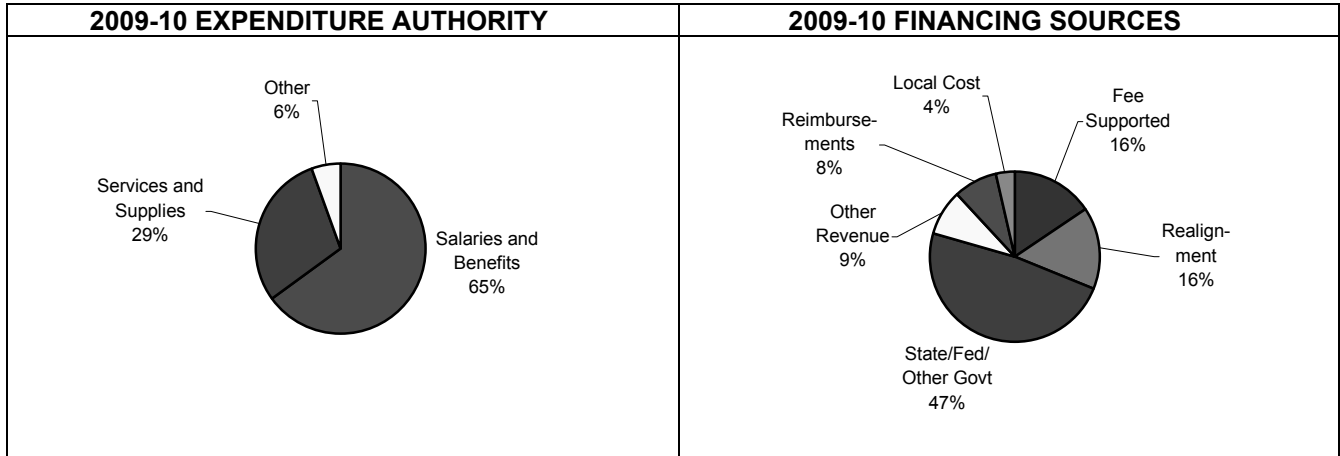 2009-10 EXPENDITURE AUTHORITY
Other
6%
Services and
Supplies
29%
Salaries and
Benefits
65%
2009-10 FINANCING SOURCES
Local Cost
4%
Fee
Supported
16%
Reimburse-
ments
8%
Other
Revenue
9%
Realign-
ment
16%
State/Fed/
Other Govt
47%